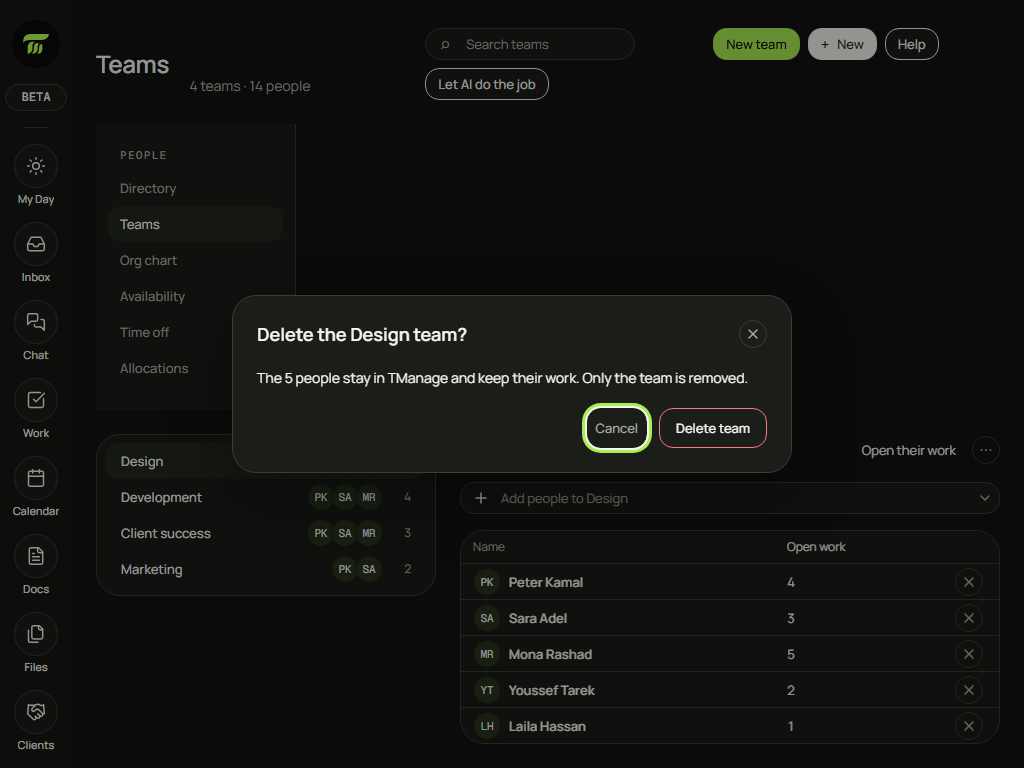 Teams
4 teams · 14 people
Search teams
New team
+ New
Help
Let AI do the job
BETA
My Day
Inbox
Chat
Work
Calendar
Docs
Files
Clients
PEOPLE
Directory
Teams
Org chart
Availability
Time off
Allocations
Delete the Design team?
The 5 people stay in TManage and keep their work. Only the team is removed.
Cancel
Delete team
Design
Development PK SA MR 4
Client success PK SA MR 3
Marketing PK SA 2
Open their work
Add people to Design
Name Open work
PK Peter Kamal 4
SA Sara Adel 3
MR Mona Rashad 5
YT Youssef Tarek 2
LH Laila Hassan 1